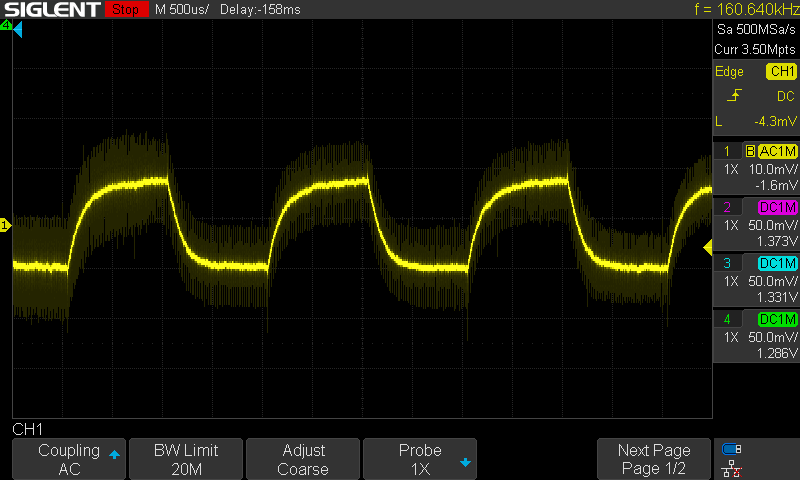 SIGLENT Stop M 500us/ Delay:-158ms f = 160.640kHz
Sa 500MSa/s
Curr 3.50Mpts
Edge CH1
DC
L -4.3mV
1 B AC1M
1X 10.0mV/
-1.6mV
2 DC1M
1X 50.0mV/
1.373V
3 DC1M
1X 50.0mV/
1.331V
4 DC1M
1X 50.0mV/
1.286V
4
1
CH1
Coupling
AC
BW Limit
20M
Adjust
Coarse
Probe
1X
Next Page
Page 1/2